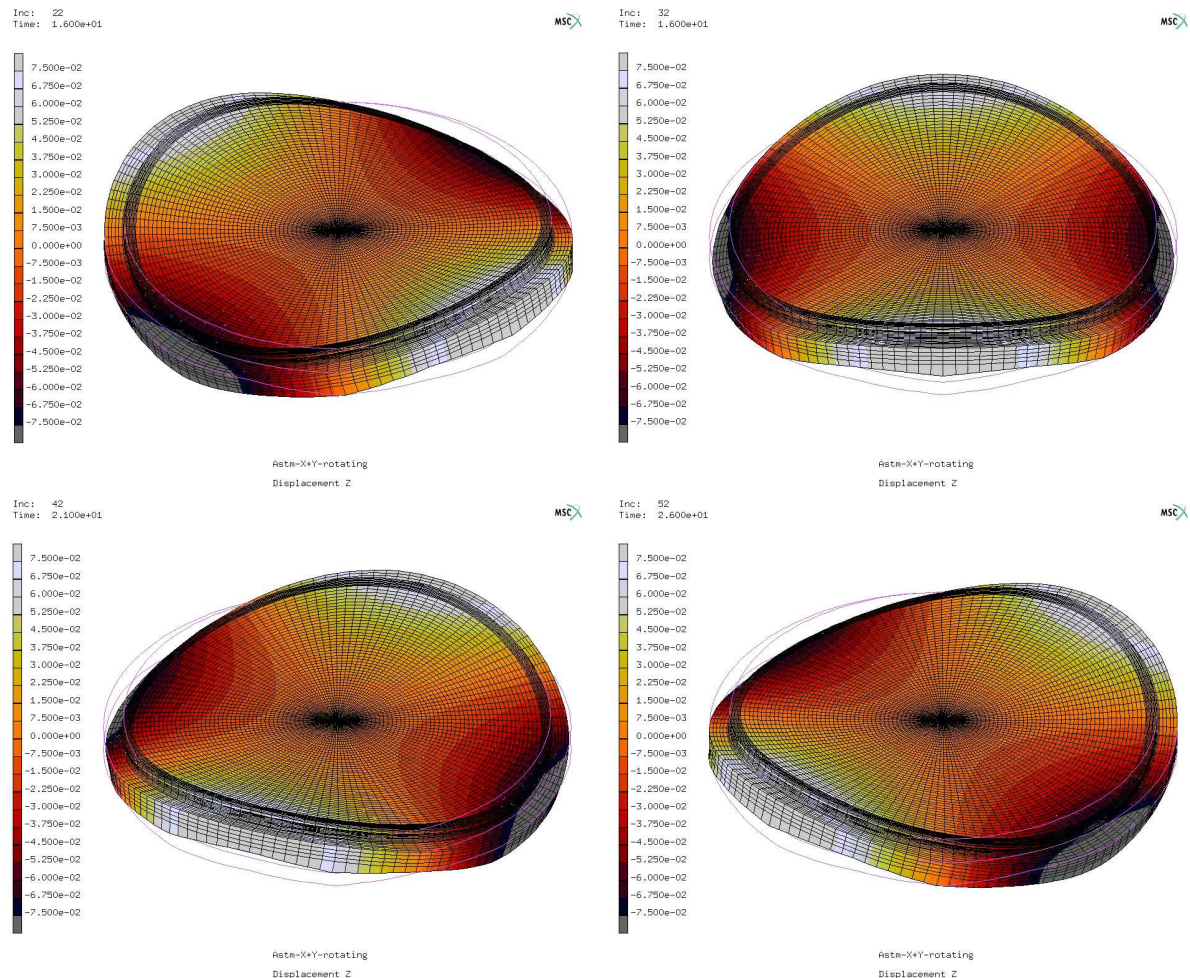 Inc: 22
Time: 1.600e+01
MSC
7.500e-02
6.750e-02
6.000e-02
5.250e-02
4.500e-02
3.750e-02
3.000e-02
2.250e-02
1.500e-02
7.500e-03
0.000e+00
-7.500e-03
-1.500e-02
-2.250e-02
-3.000e-02
-3.750e-02
-4.500e-02
-5.250e-02
-6.000e-02
-6.750e-02
-7.500e-02
Astm-X+Y-rotating
Displacement Z
Inc: 32
Time: 1.600e+01
MSC
7.500e-02
6.750e-02
6.000e-02
5.250e-02
4.500e-02
3.750e-02
3.000e-02
2.250e-02
1.500e-02
7.500e-03
0.000e+00
-7.500e-03
-1.500e-02
-2.250e-02
-3.000e-02
-3.750e-02
-4.500e-02
-5.250e-02
-6.000e-02
-6.750e-02
-7.500e-02
Astm-X+Y-rotating
Displacement Z
Inc: 42
Time: 2.100e+01
MSC
7.500e-02
6.750e-02
6.000e-02
5.250e-02
4.500e-02
3.750e-02
3.000e-02
2.250e-02
1.500e-02
7.500e-03
0.000e+00
-7.500e-03
-1.500e-02
-2.250e-02
-3.000e-02
-3.750e-02
-4.500e-02
-5.250e-02
-6.000e-02
-6.750e-02
-7.500e-02
Astm-X+Y-rotating
Displacement Z
Inc: 52
Time: 2.600e+01
MSC
7.500e-02
6.750e-02
6.000e-02
5.250e-02
4.500e-02
3.750e-02
3.000e-02
2.250e-02
1.500e-02
7.500e-03
0.000e+00
-7.500e-03
-1.500e-02
-2.250e-02
-3.000e-02
-3.750e-02
-4.500e-02
-5.250e-02
-6.000e-02
-6.750e-02
-7.500e-02
Astm-X+Y-rotating
Displacement Z